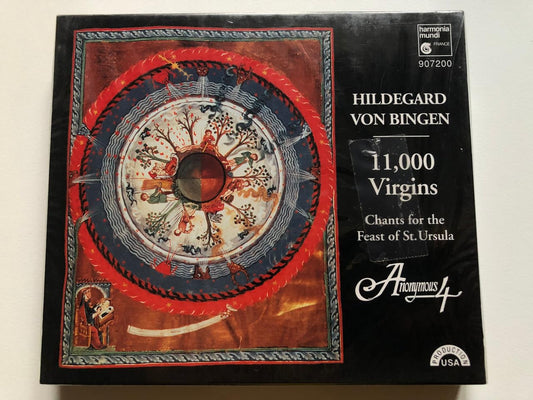 harmonia
mundi
FRANCE
907200
HILDEGARD
VON BINGEN
11,000
Virgins
Chants for the
Feast of St. Ursula
Anonymous 4
PRODUCTION
USA